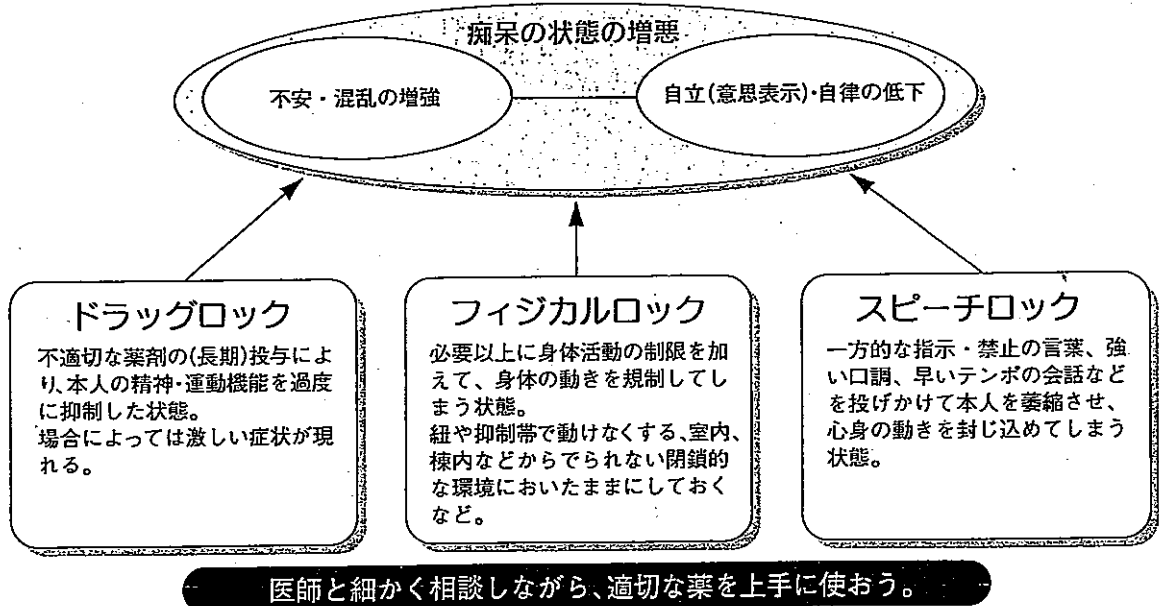 痴呆の状態の増悪
不安・混乱の増強
自立(意思表示)・自律の低下
ドラッグロック
不適切な薬剤の(長期)投与によ
り、本人の精神・運動機能を過度
に抑制した状態。
場合によっては激しい症状が現
れる。
フィジカルロック
必要以上に身体活動の制限を加
えて、身体の動きを規制してし
まう状態。
紐や抑制帯で動けなくする、室内、
棟内などからでられない閉鎖的
な環境においたままにしておく
など。
スピーチロック
一方的な指示・禁止の言葉、強
い口調、早いテンポの会話など
を投げかけて本人を萎縮させ、
心身の動きを封じ込めてしまう
状態。
医師と細かく相談しながら、適切な薬を上手に使おう。